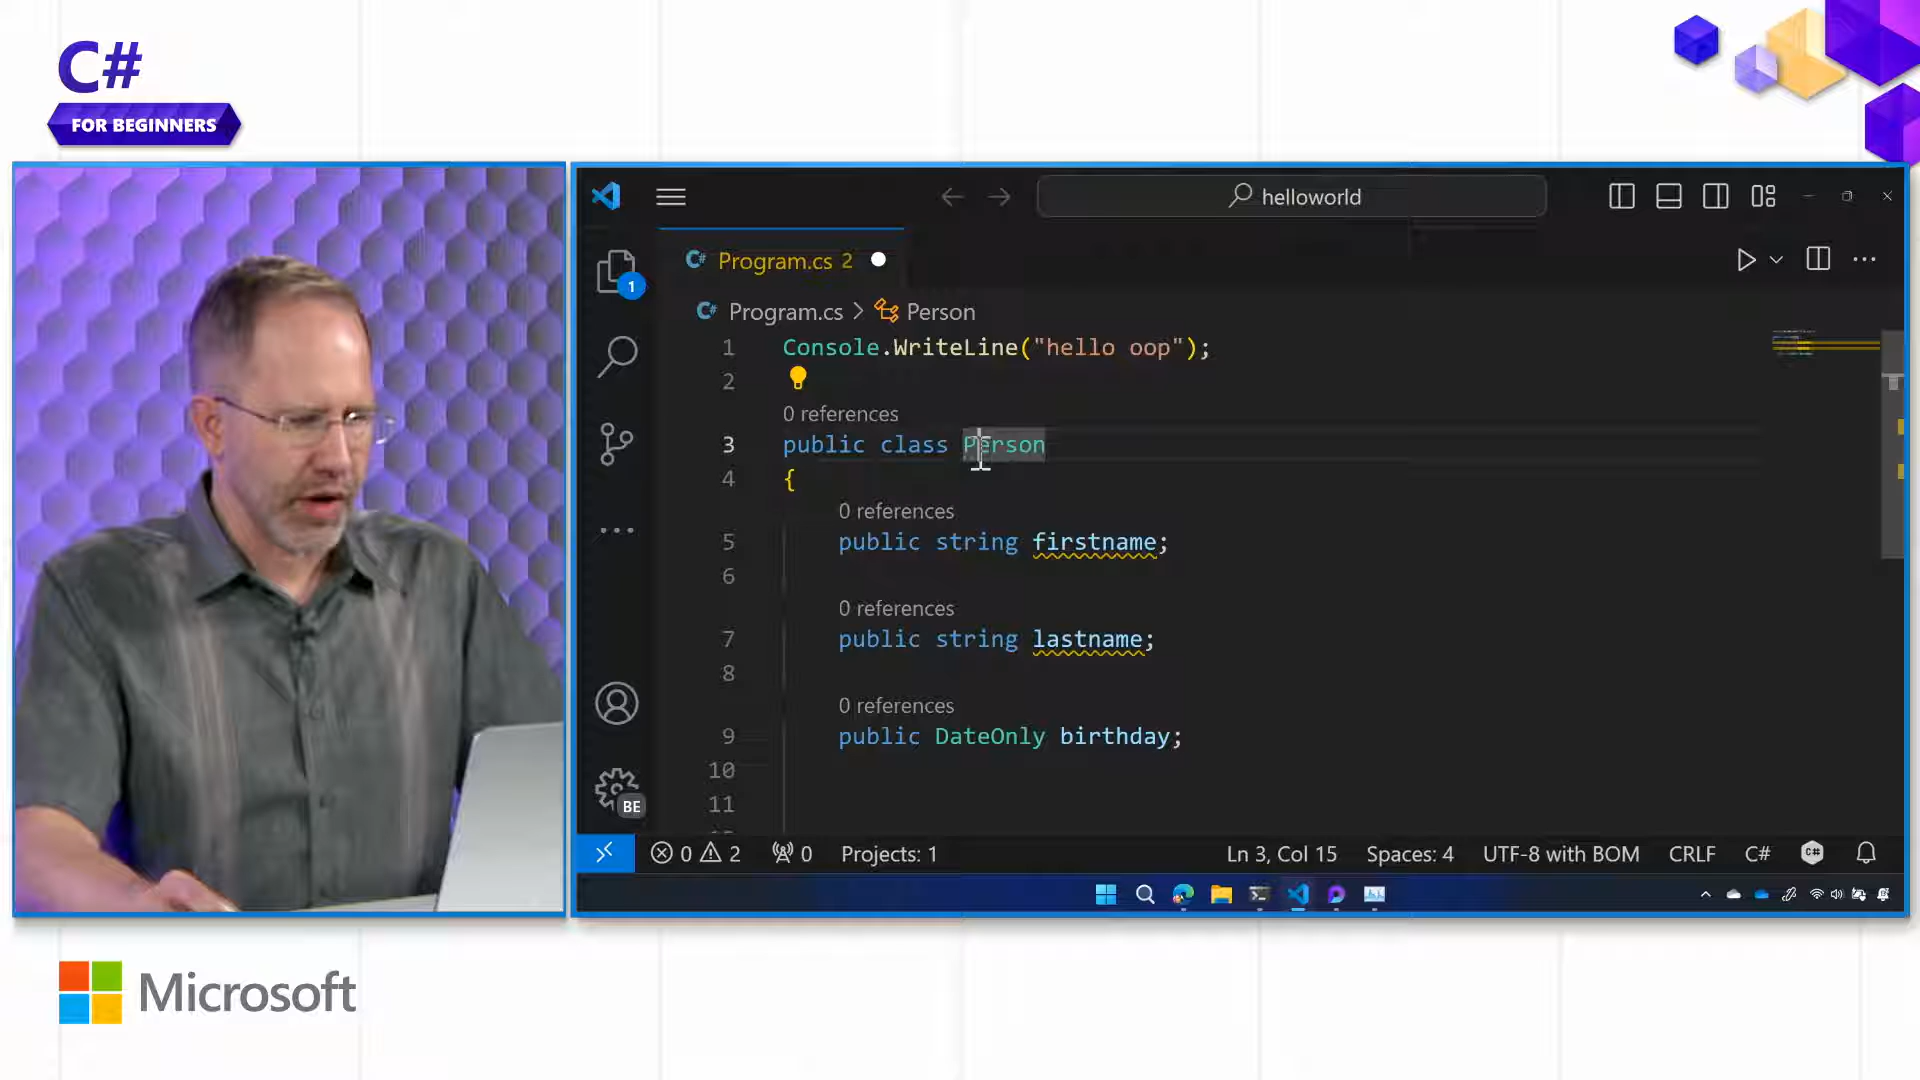 C#
FOR BEGINNERS
helloworld
1
C# Program.cs 2
C# Program.cs > Person
1 Console.WriteLine("hello oop");
2
0 references
3 public class Person
4 {
0 references
5 public string firstname;
6
0 references
7 public string lastname;
8
0 references
9 public DateOnly birthday;
10
11
BE
0 2 0 Projects: 1 Ln 3, Col 15 Spaces: 4 UTF-8 with BOM CRLF C# C#
Microsoft